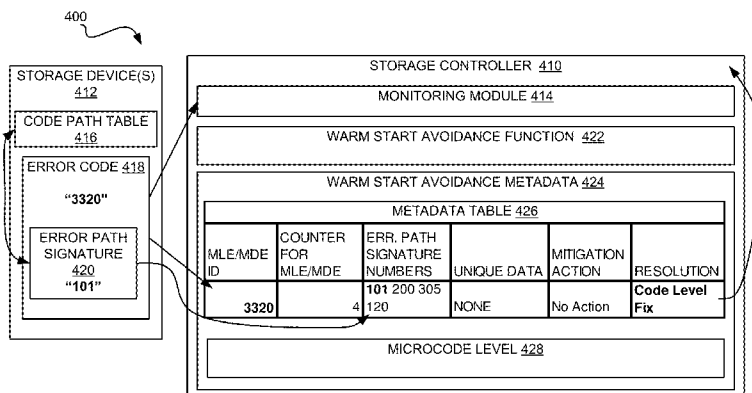 400
STORAGE DEVICE(S)
412
CODE PATH TABLE
416
ERROR CODE 418
"3320"
ERROR PATH
SIGNATURE
420
"101"
STORAGE CONTROLLER 410
MONITORING MODULE 414
WARM START AVOIDANCE FUNCTION 422
WARM START AVOIDANCE METADATA 424
METADATA TABLE 426
MLE/MDE
ID
COUNTER
FOR
MLE/MDE
ERR. PATH
SIGNATURE
NUMBERS
UNIQUE DATA
MITIGATION
ACTION
RESOLUTION
3320
4
101 200 305
120
NONE
No Action
Code Level
Fix
MICROCODE LEVEL 428